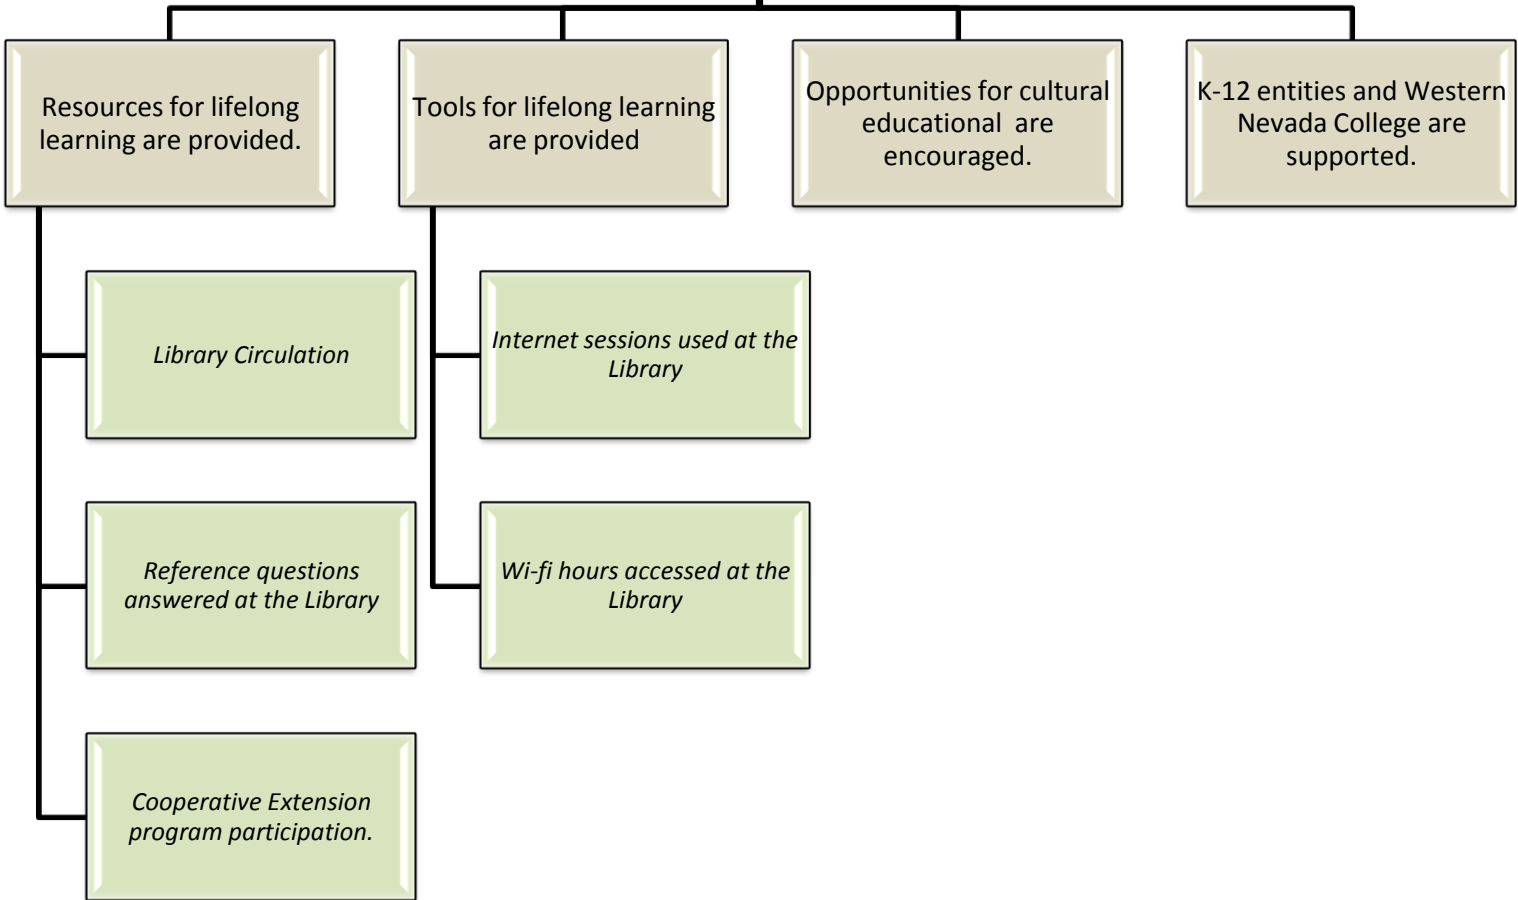 Resources for lifelong
learning are provided.
Tools for lifelong learning
are provided
Opportunities for cultural
educational  are
encouraged.
K-12 entities and Western
Nevada College are
supported.
Library Circulation
Reference questions
answered at the Library
Cooperative Extension
program participation.
Internet sessions used at the
Library
Wi-fi hours accessed at the
Library